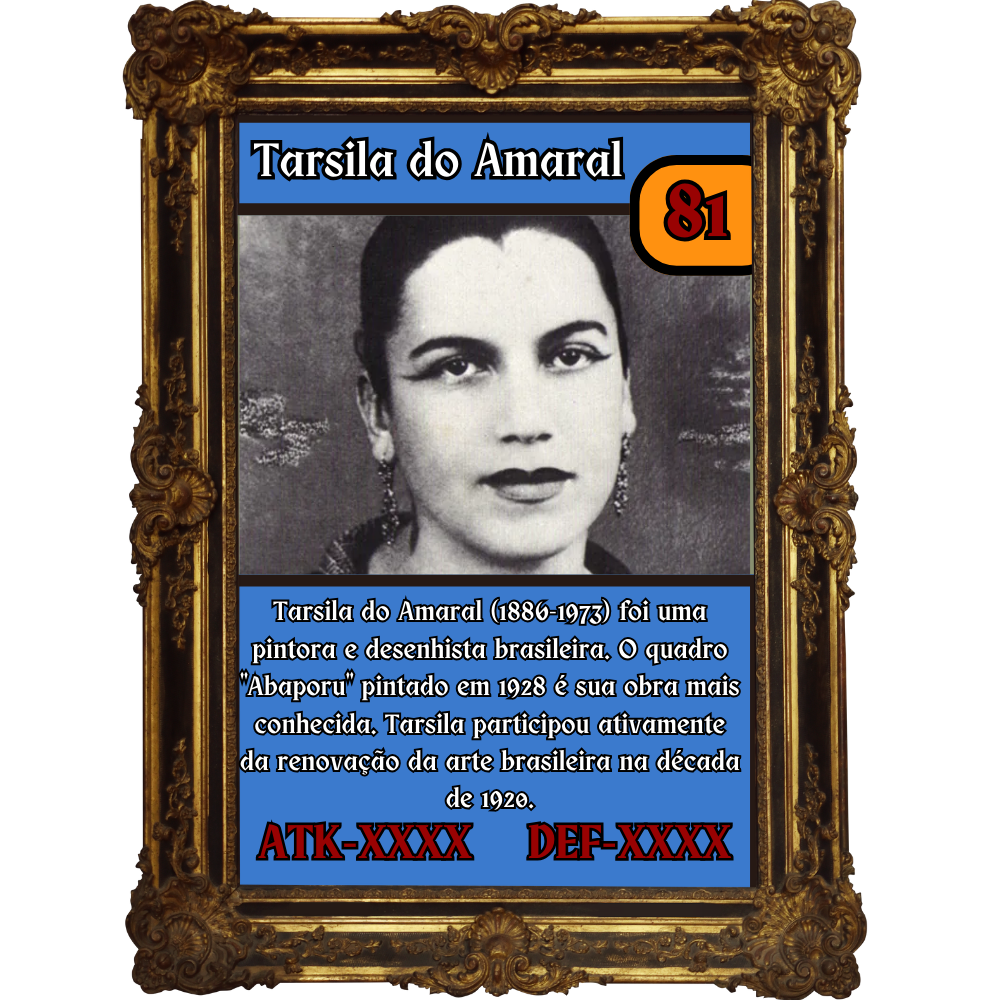 Tarsila do Amaral
81
Tarsila do Amaral (1886-1973) foi uma
pintora e desenhista brasileira. O quadro
"Abaporu" pintado em 1928 é sua obra mais
conhecida. Tarsila participou ativamente
da renovação da arte brasileira na década
de 1920.
ATK-XXXX DEF-XXXX